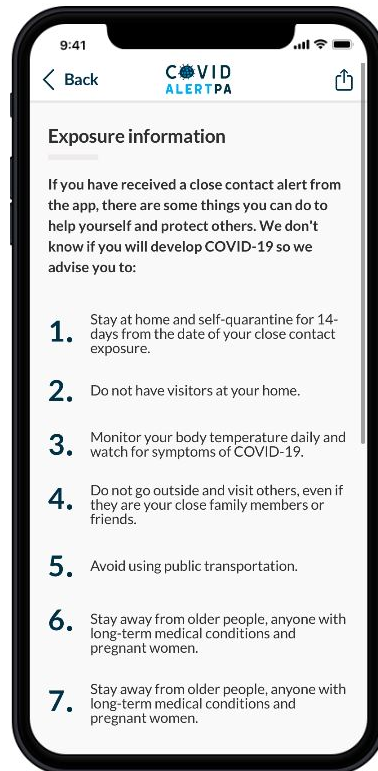 9:41
Back
COVID
ALERTPA
Exposure information
If you have received a close contact alert from
the app, there are some things you can do to
help yourself and protect others. We don't
know if you will develop COVID-19 so we
advise you to:
1. Stay at home and self-quarantine for 14-
days from the date of your close contact
exposure.
2. Do not have visitors at your home.
3. Monitor your body temperature daily and
watch for symptoms of COVID-19.
4. Do not go outside and visit others, even if
they are your close family members or
friends.
5. Avoid using public transportation.
6. Stay away from older people, anyone with
long-term medical conditions and
pregnant women.
7. Stay away from older people, anyone with
long-term medical conditions and
pregnant women.